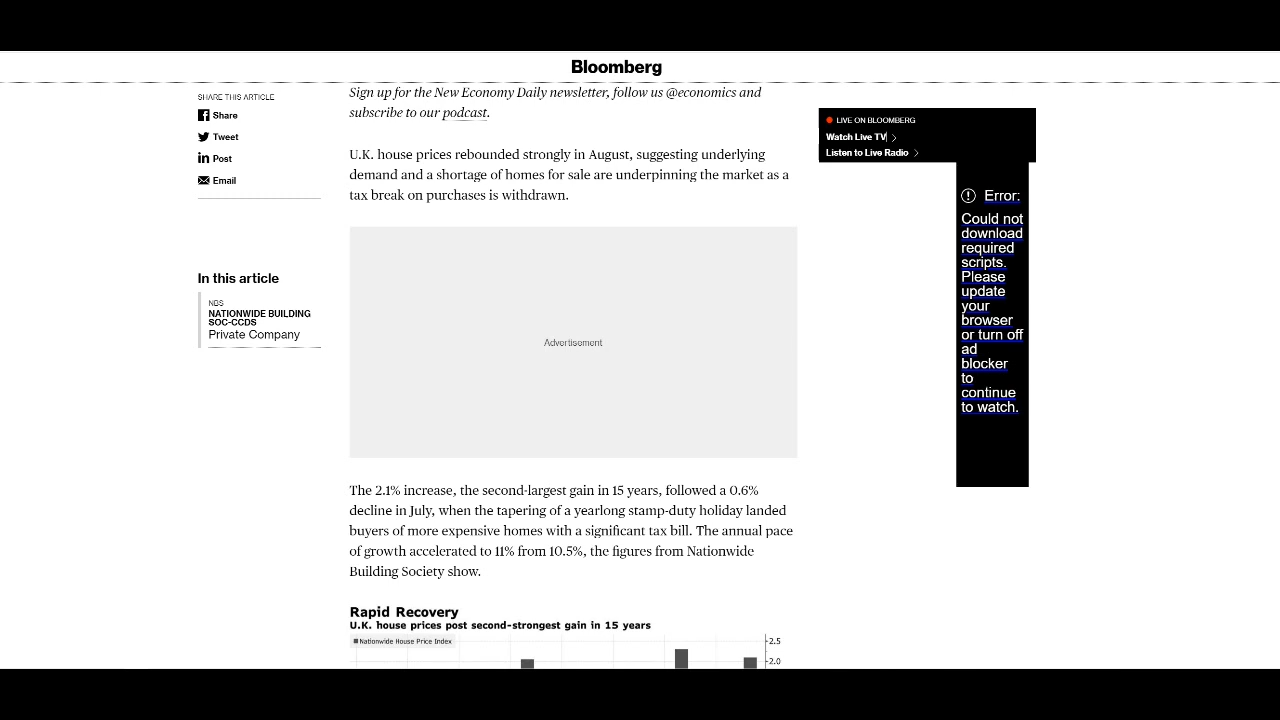 Bloomberg
SHARE THIS ARTICLE
Share
Tweet
Post
Email
In this article
NBS
NATIONWIDE BUILDING
SOC-CCDS
Private Company
Sign up for the New Economy Daily newsletter, follow us @economics and
subscribe to our podcast.
U.K. house prices rebounded strongly in August, suggesting underlying
demand and a shortage of homes for sale are underpinning the market as a
tax break on purchases is withdrawn.
Advertisement
The 2.1% increase, the second-largest gain in 15 years, followed a 0.6%
decline in July, when the tapering of a yearlong stamp-duty holiday landed
buyers of more expensive homes with a significant tax bill. The annual pace
of growth accelerated to 11% from 10.5%, the figures from Nationwide
Building Society show.
Rapid Recovery
U.K. house prices post second-strongest gain in 15 years
Nationwide House Price Index
2.5
2.0
LIVE ON BLOOMBERG
Watch Live TV
Listen to Live Radio
Error:
Could not
download
required
scripts.
Please
update
your
browser
or turn off
ad
blocker
to
continue
to watch.